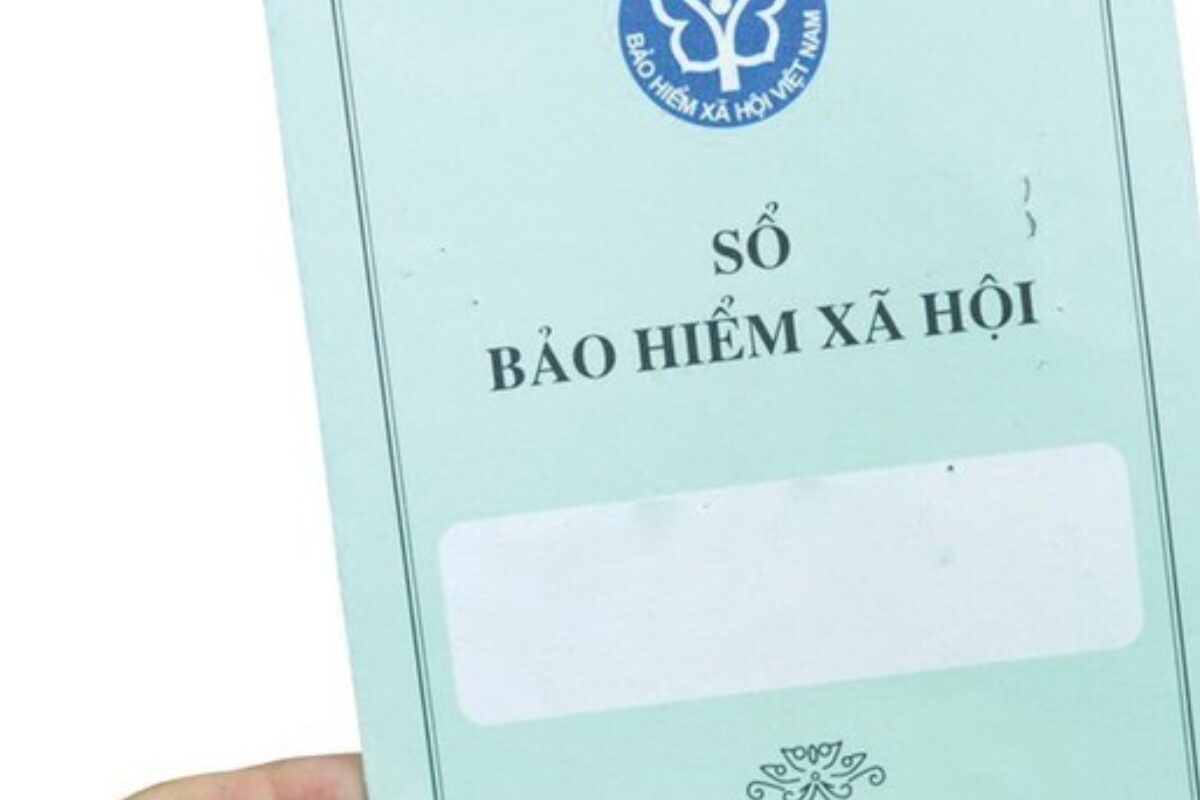 BẢO HIỂM XÃ HỘI VIỆT NAM
SỔ
BẢO HIỂM XÃ HỘI